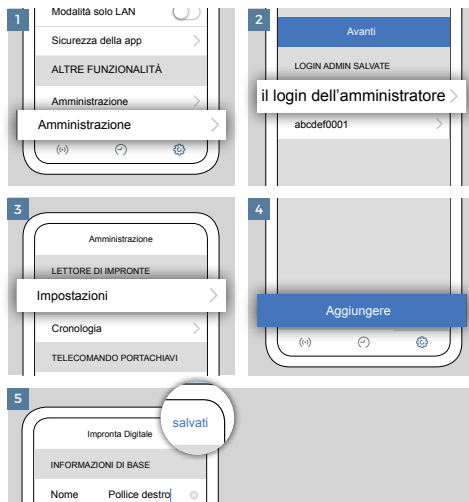 1
Modalità solo LAN
Sicurezza della app
ALTRE FUNZIONALITÀ
Amministrazione
Amministrazione
2
Avanti
LOGIN ADMIN SALVATE
il login dell'amministratore
abcdef0001
3
Amministrazione
LETTORE DI IMPRONTE
Impostazioni
Cronologia
TELECOMANDO PORTACHIAVI
4
Aggiungere
5
salvati
Impronta Digitale
INFORMAZIONI DI BASE
Nome Pollice destro